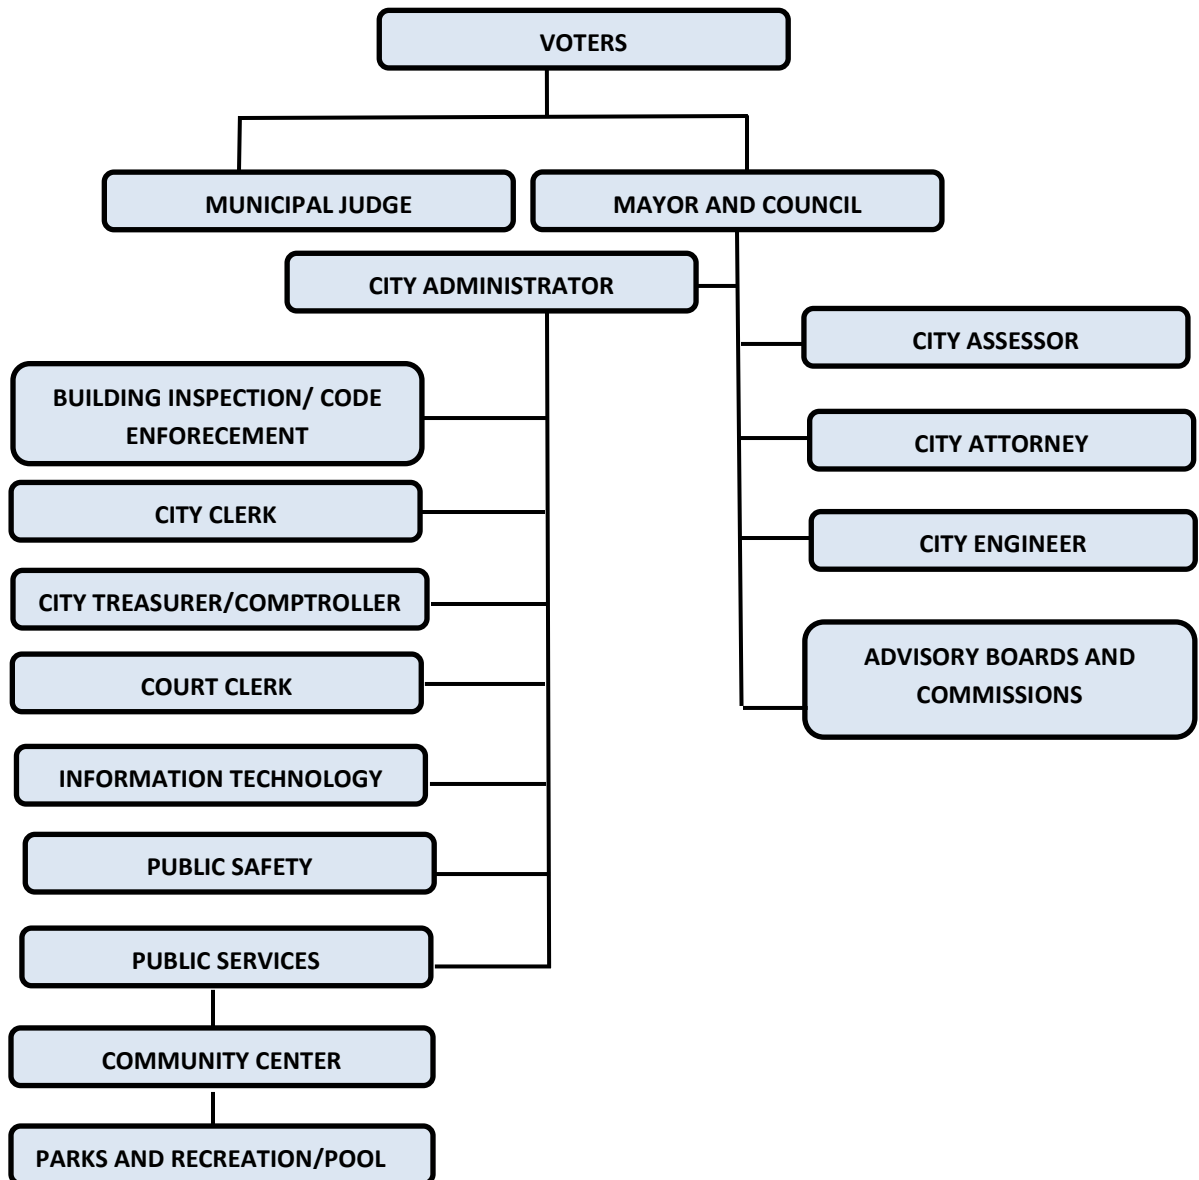 VOTERS
MUNICIPAL JUDGE
MAYOR AND COUNCIL
CITY ADMINISTRATOR
CITY ASSESSOR
BUILDING INSPECTION/ CODE
ENFORECEMENT
CITY ATTORNEY
CITY CLERK
CITY ENGINEER
CITY TREASURER/COMPTROLLER
COURT CLERK
ADVISORY BOARDS AND
COMMISSIONS
INFORMATION TECHNOLOGY
PUBLIC SAFETY
PUBLIC SERVICES
COMMUNITY CENTER
PARKS AND RECREATION/POOL